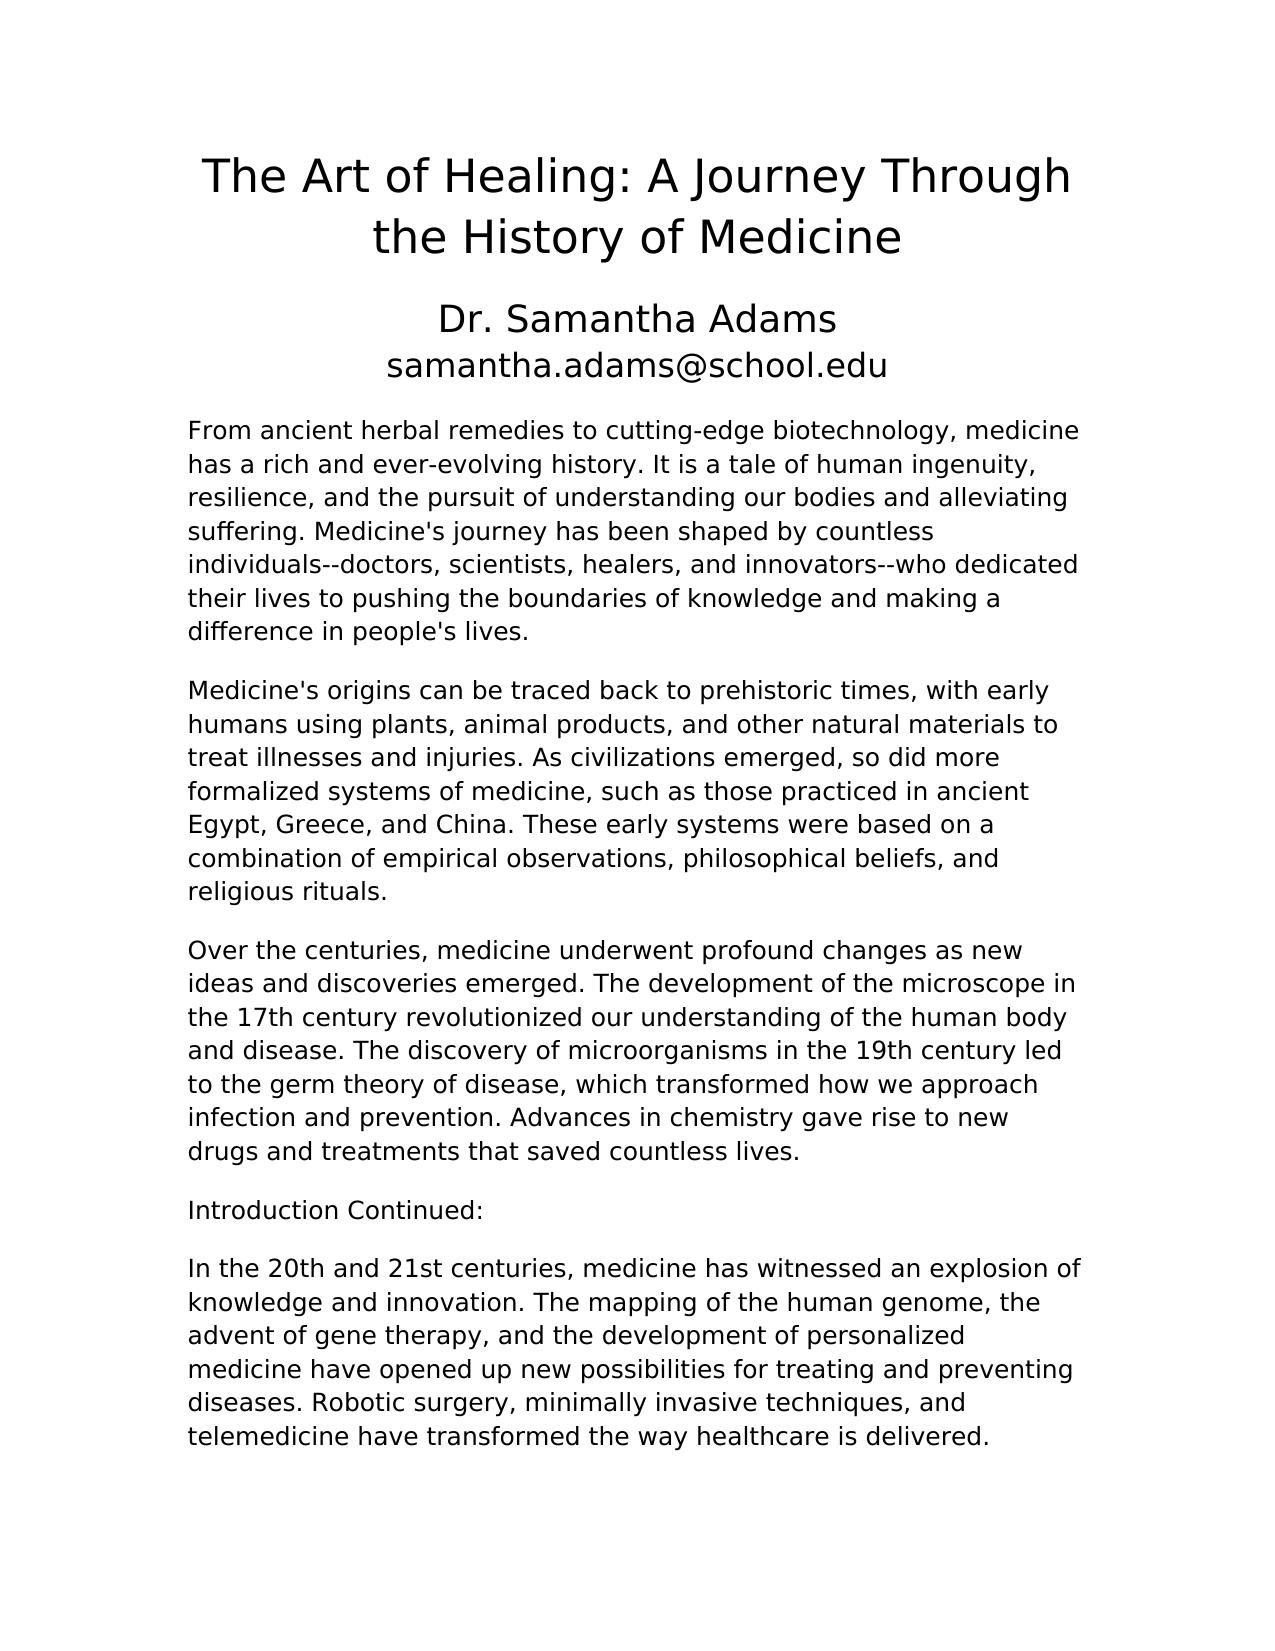 The Art of Healing: A Journey Through
the History of Medicine
Dr. Samantha Adams
samantha.adams@school.edu
From ancient herbal remedies to cutting-edge biotechnology, medicine
has a rich and ever-evolving history. It is a tale of human ingenuity,
resilience, and the pursuit of understanding our bodies and alleviating
suffering. Medicine's journey has been shaped by countless
individuals--doctors, scientists, healers, and innovators--who dedicated
their lives to pushing the boundaries of knowledge and making a
difference in people's lives.
Medicine's origins can be traced back to prehistoric times, with early
humans using plants, animal products, and other natural materials to
treat illnesses and injuries. As civilizations emerged, so did more
formalized systems of medicine, such as those practiced in ancient
Egypt, Greece, and China. These early systems were based on a
combination of empirical observations, philosophical beliefs, and
religious rituals.
Over the centuries, medicine underwent profound changes as new
ideas and discoveries emerged. The development of the microscope in
the 17th century revolutionized our understanding of the human body
and disease. The discovery of microorganisms in the 19th century led
to the germ theory of disease, which transformed how we approach
infection and prevention. Advances in chemistry gave rise to new
drugs and treatments that saved countless lives.
Introduction Continued:
In the 20th and 21st centuries, medicine has witnessed an explosion of
knowledge and innovation. The mapping of the human genome, the
advent of gene therapy, and the development of personalized
medicine have opened up new possibilities for treating and preventing
diseases. Robotic surgery, minimally invasive techniques, and
telemedicine have transformed the way healthcare is delivered.